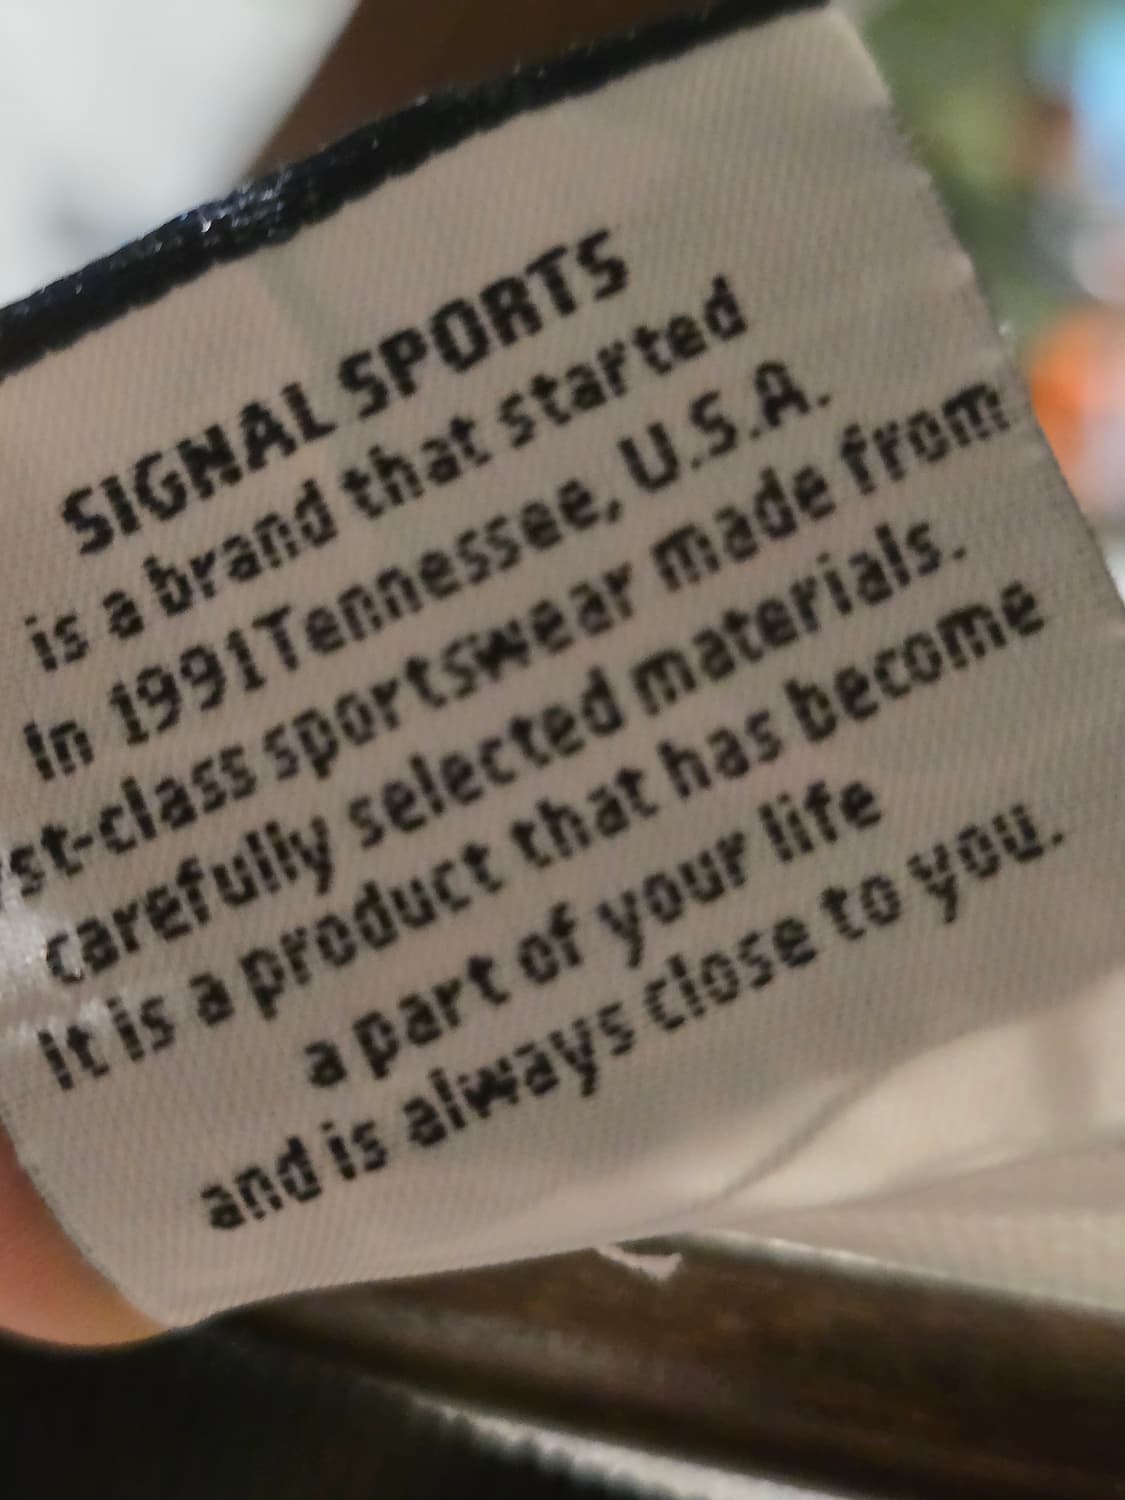 SIGNAL SPORTS
is a brand that started
In 1991Tennessee, U.S.A.
st-class sportswear made from
carefully selected materials.
It is a product that has become
a part of your life
and is always close to you.